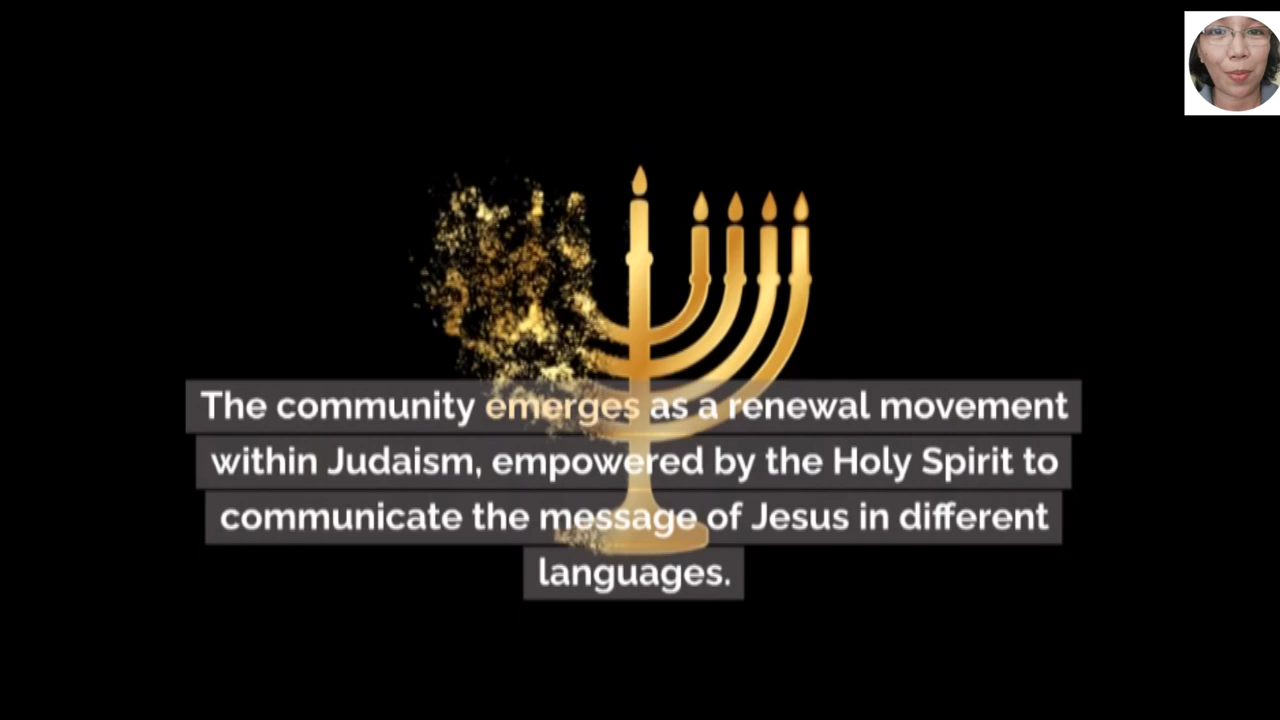 The community emerges as a renewal movement
within Judaism, empowered by the Holy Spirit to
communicate the message of Jesus in different
languages.